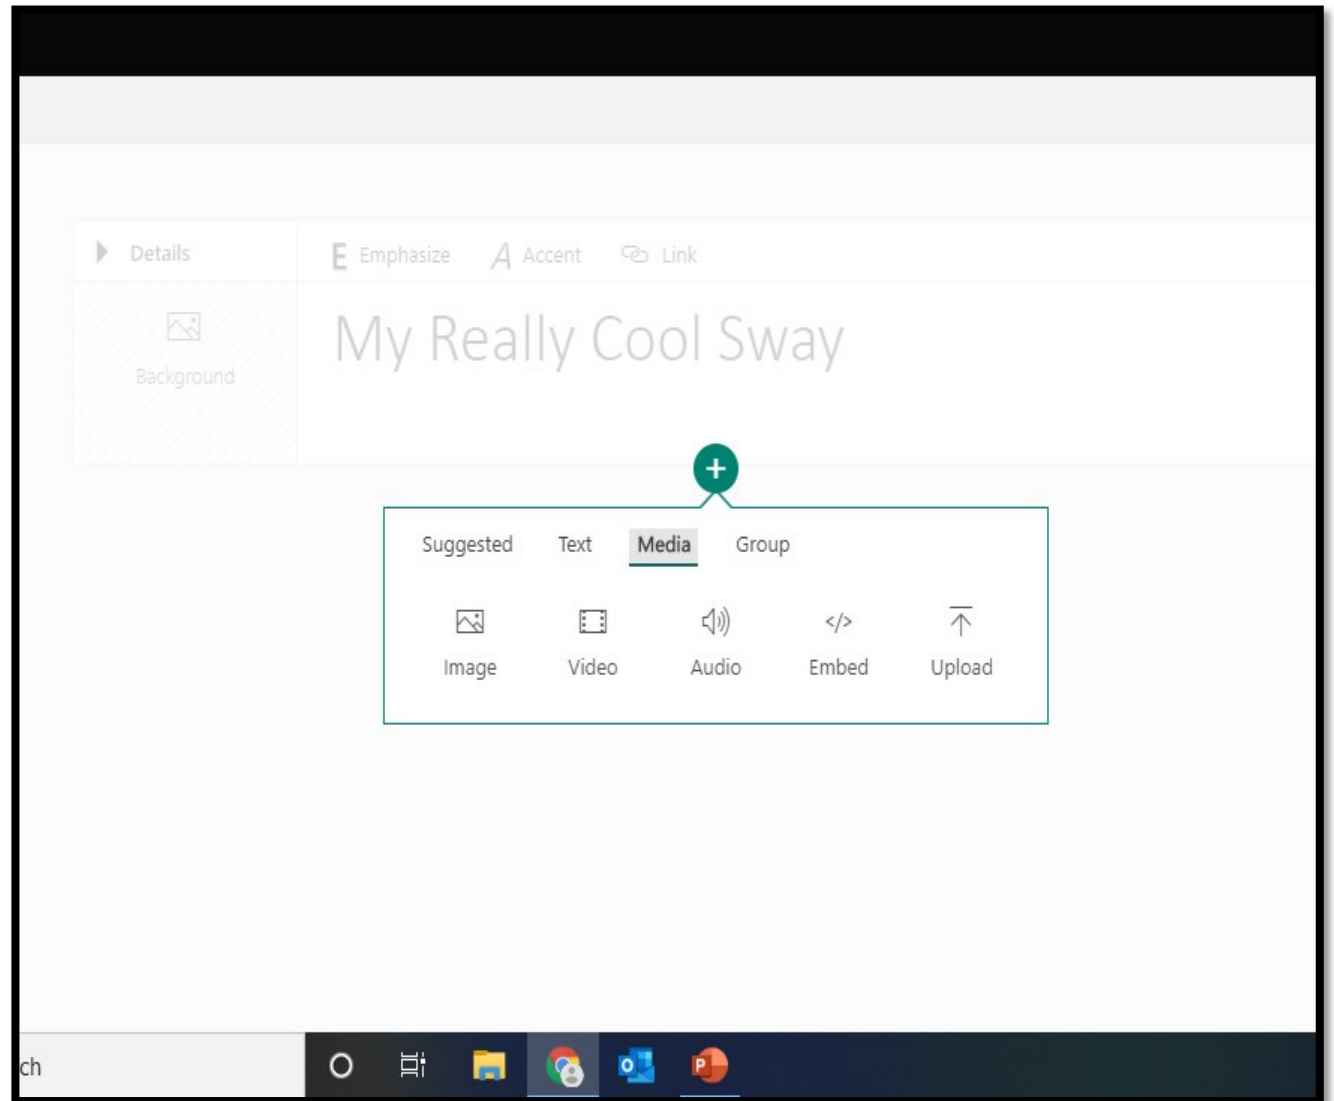 Details
E Emphasize A Accent Link
Background
My Really Cool Sway
Suggested Text Media Group
</>
Image Video Audio Embed Upload
ch